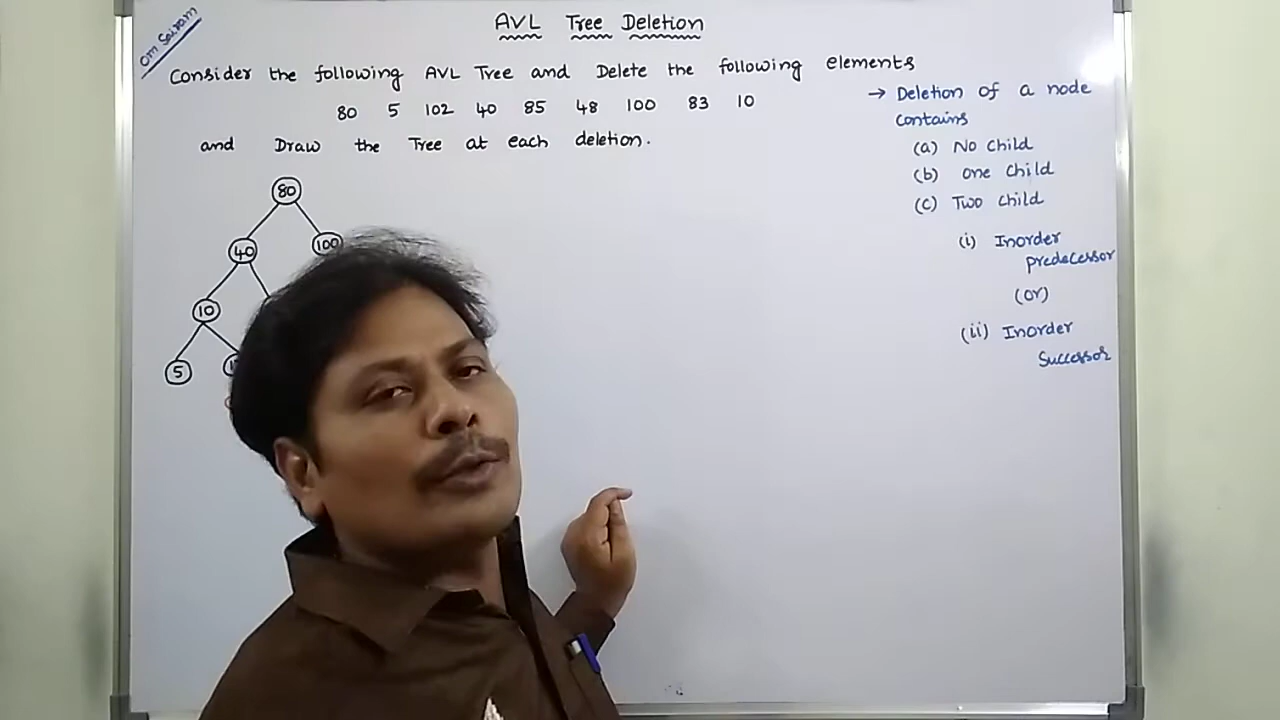 Om Sairam
AVL Tree Deletion
Consider the following AVL Tree and Delete the following elements
80 5 102 40 85 48 100 83 10
and Draw the Tree at each deletion.
→ Deletion of a node
contains
(a) No child
(b) one child
(c) Two child
(i) Inorder
predecessor
(or)
(ii) Inorder
Successor
80
40 100
10
5